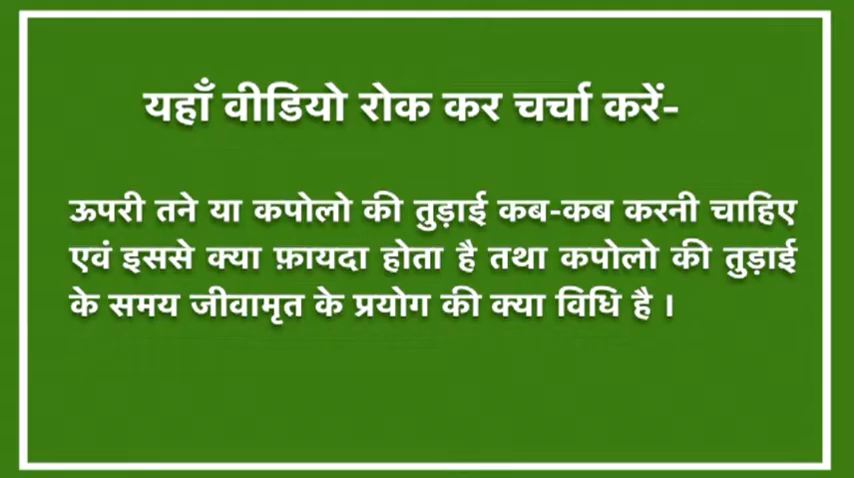 यहाँ वीडियो रोक कर चर्चा करें-
ऊपरी तने या कपोलो की तुड़ाई कब-कब करनी चाहिए
एवं इससे क्या फ़ायदा होता है तथा कपोलो की तुड़ाई
के समय जीवामृत के प्रयोग की क्या विधि है ।